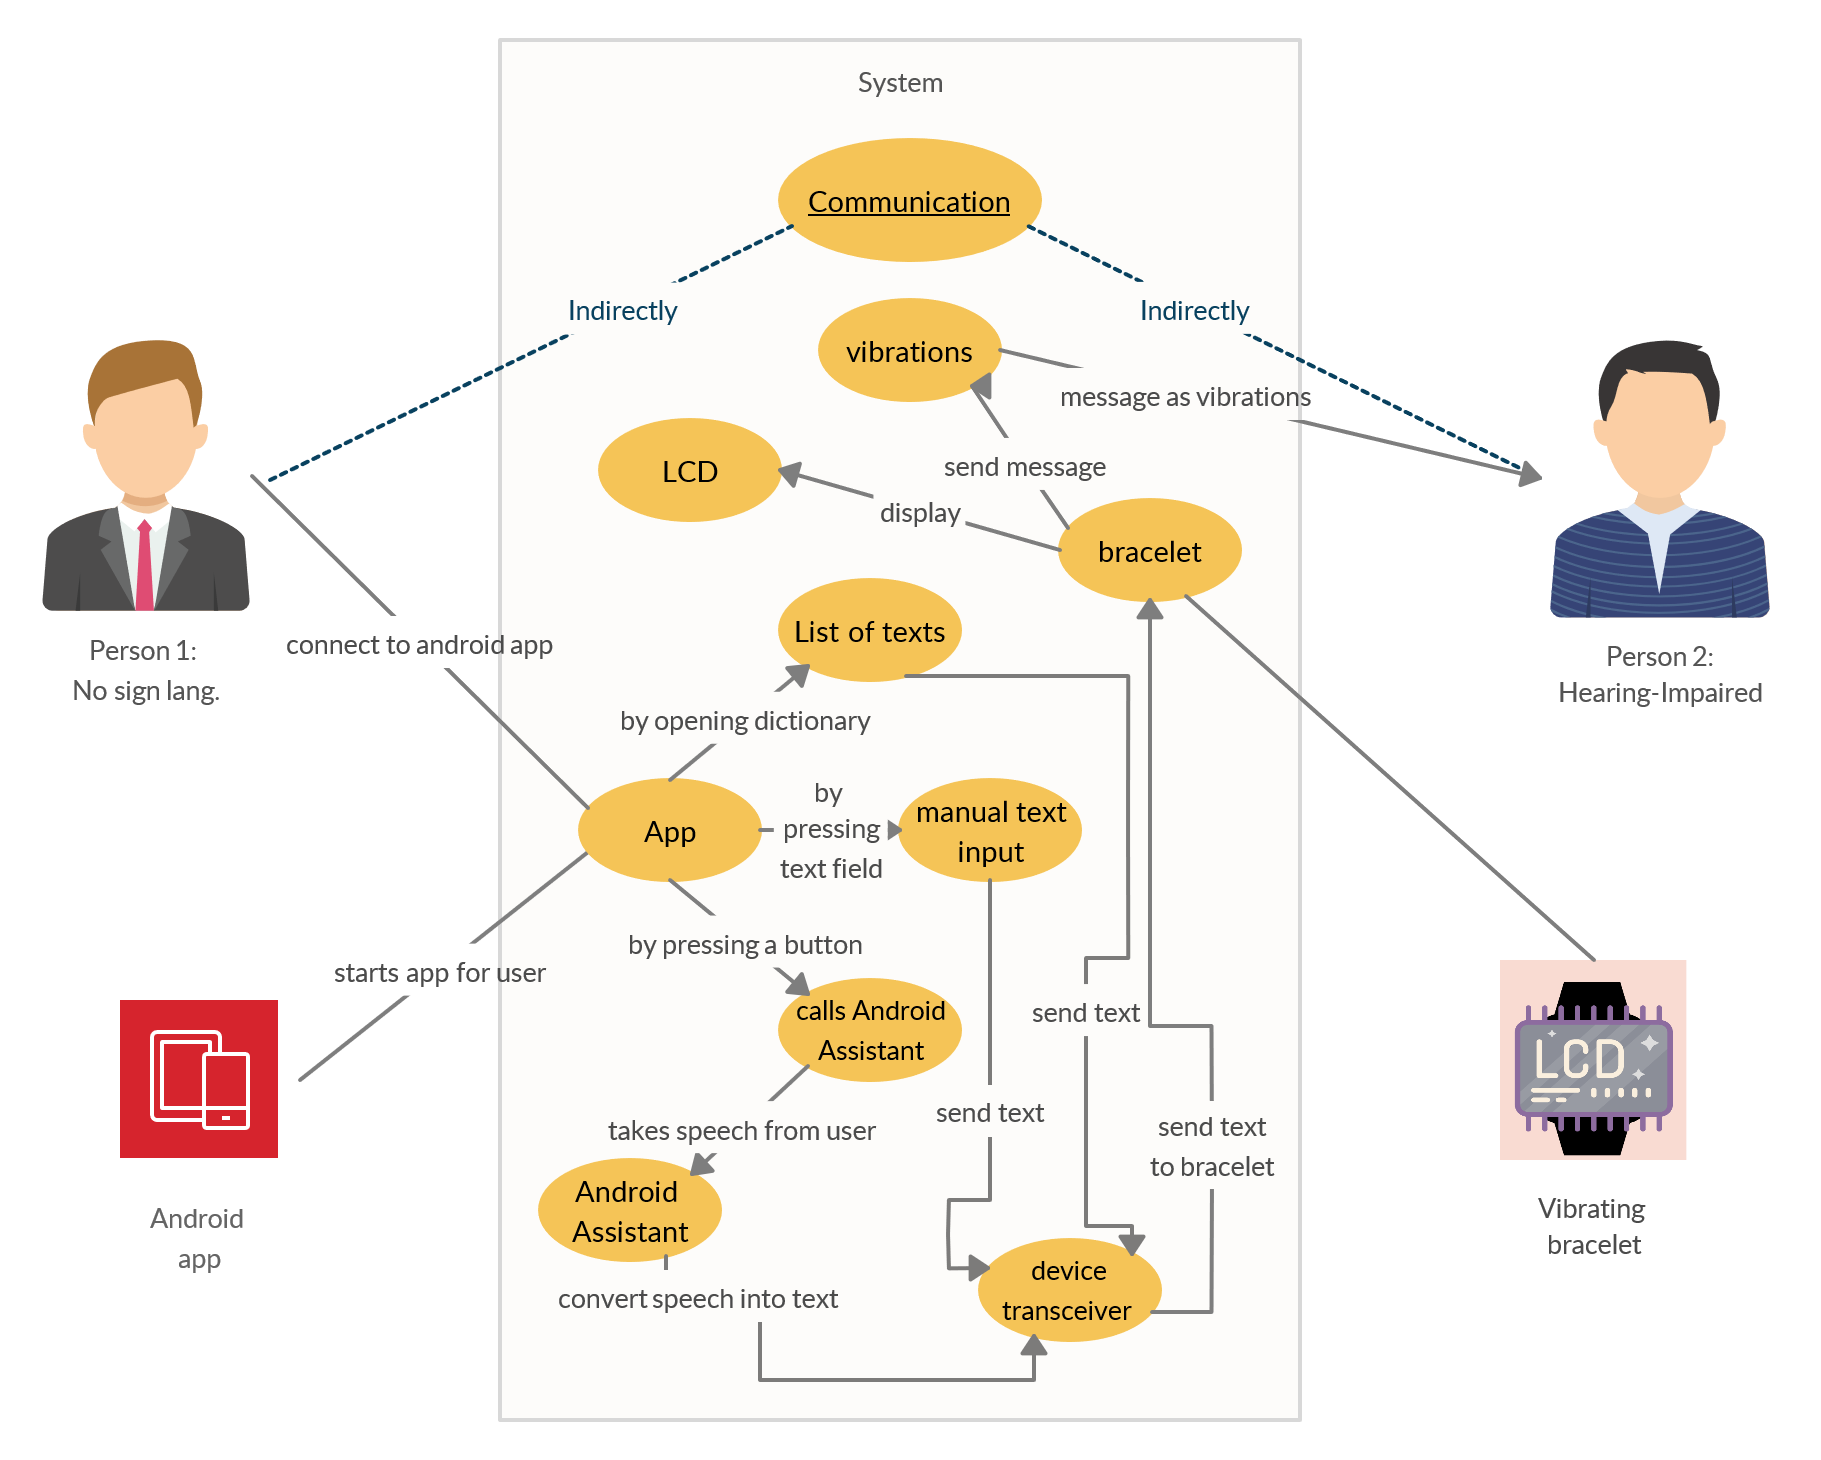 System
Communication
Indirectly
Indirectly
vibrations
message as vibrations
LCD
send message
display
bracelet
List of texts
connect to android app
Person 1:
No sign lang.
Person 2:
Hearing-Impaired
by opening dictionary
App
by
pressing
text field
manual text
input
by pressing a button
starts app for user
calls Android
Assistant
send text
send text
takes speech from user
send text
to bracelet
LCD
Android
Assistant
Android
app
Vibrating
bracelet
convert speech into text
device
transceiver